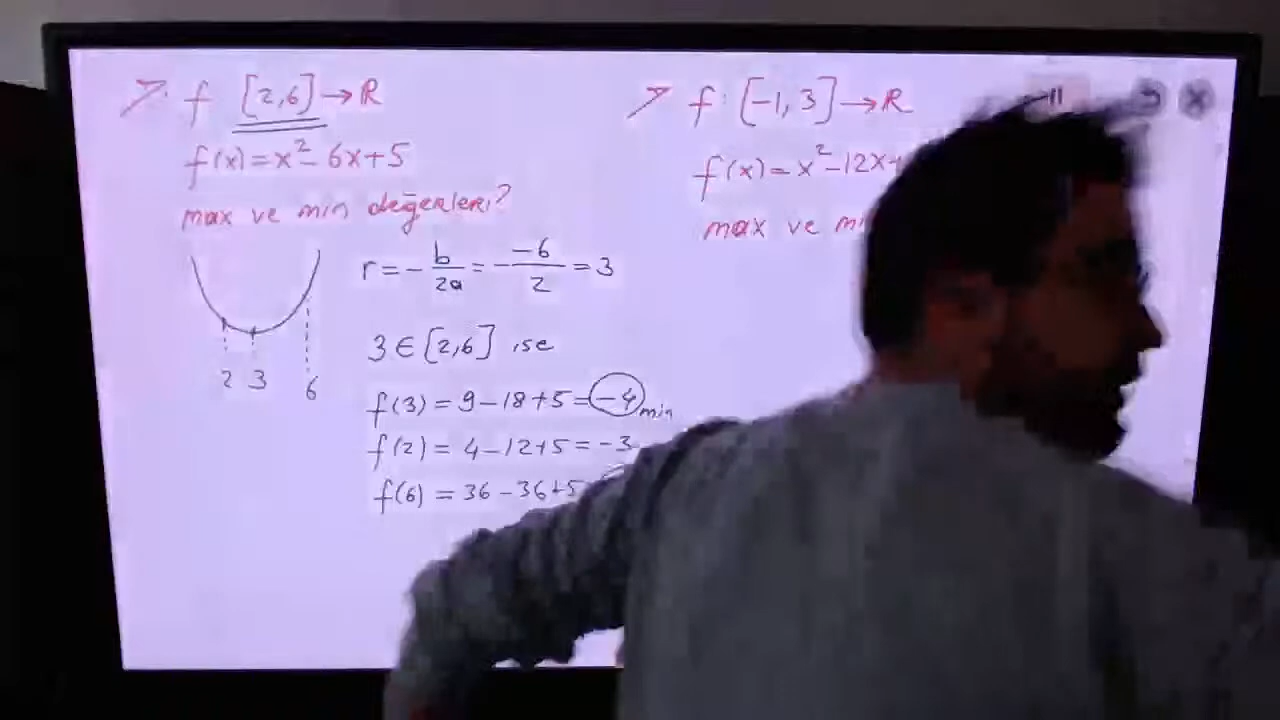 f [2,6] → R
f(x) = x² - 6x + 5
max ve min değerleri?
2 3 6
r = - b/2a = - -6/2 = 3
3 ∈ [2,6] ise
f(3) = 9 - 18 + 5 = -4 min
f(2) = 4 - 12 + 5 = -3
f(6) = 36 - 36 + 5
f: [-1, 3] → R
f(x) = x² - 12x
max ve